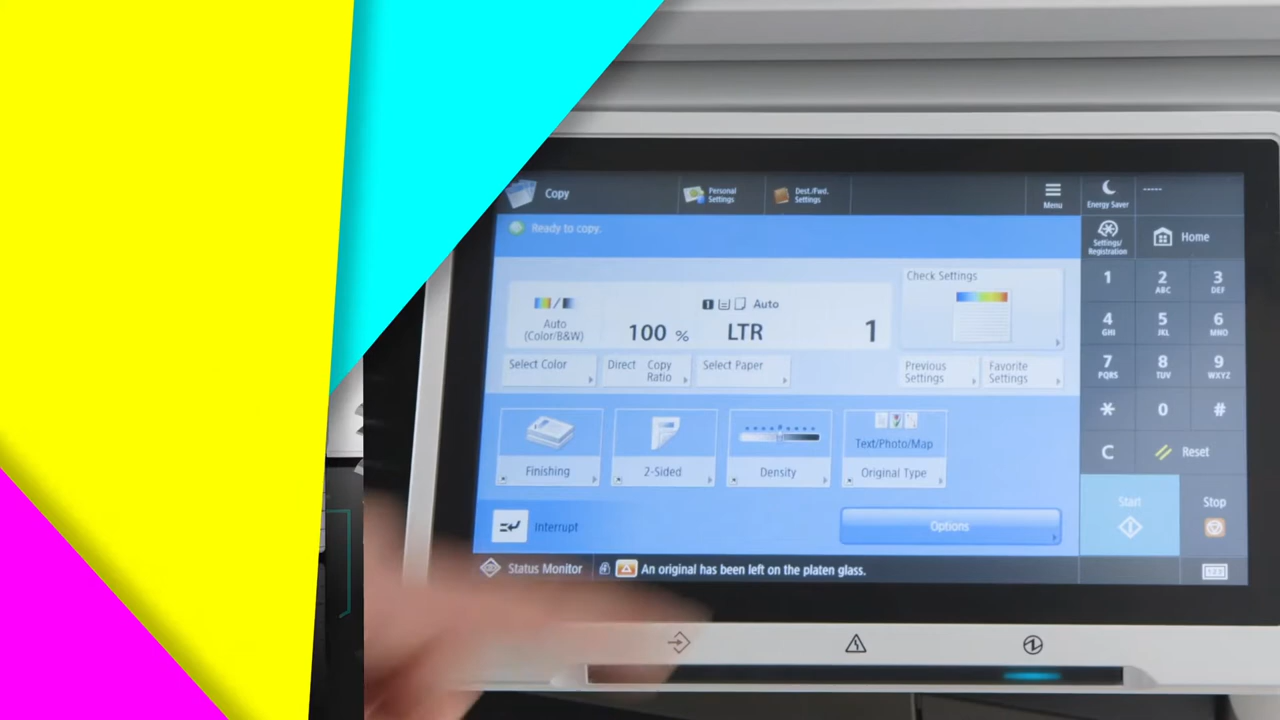 Copy
Personal
Settings
Dest./Fwd.
Settings
Menu
Energy Saver
-----
Ready to copy.
Settings/
Registration
Home
Check Settings
Auto
(Color/B&W)
100 %
1 Auto
LTR
1
Select Color
Direct
Copy
Ratio
Select Paper
Previous
Settings
Favorite
Settings
1
2
ABC
3
DEF
4
GHI
5
JKL
6
MNO
7
PQRS
8
TUV
9
WXYZ
*
0
#
C
Reset
Finishing
2-Sided
Density
Text/Photo/Map
Original Type
Interrupt
Options
Start
Stop
Status Monitor
An original has been left on the platen glass.
123